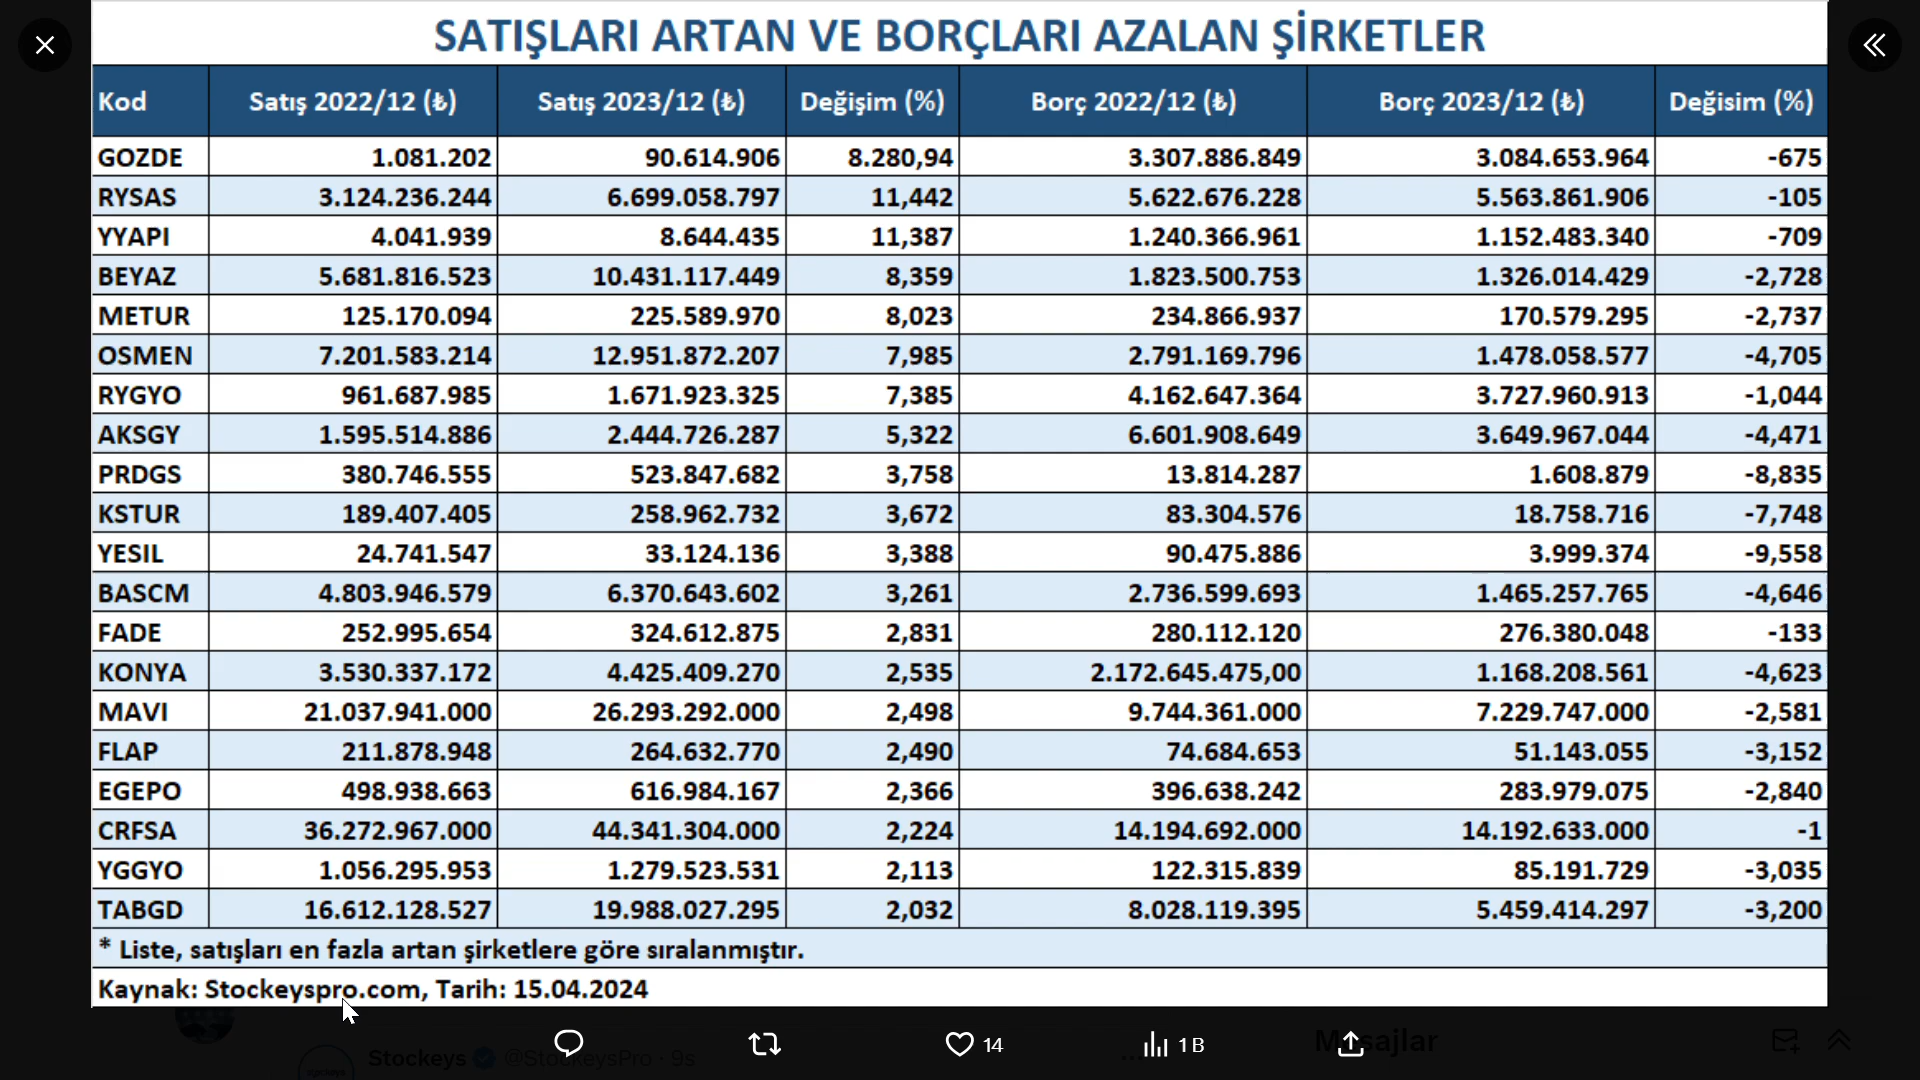 SATIŞLARI ARTAN VE BORÇLARI AZALAN ŞİRKETLER
Kod Satış 2022/12 (₺) Satış 2023/12 (₺) Değişim (%) Borç 2022/12 (₺) Borç 2023/12 (₺) Değisim (%)
GOZDE 1.081.202 90.614.906 8.280,94 3.307.886.849 3.084.653.964 -675
RYSAS 3.124.236.244 6.699.058.797 11,442 5.622.676.228 5.563.861.906 -105
YYAPI 4.041.939 8.644.435 11,387 1.240.366.961 1.152.483.340 -709
BEYAZ 5.681.816.523 10.431.117.449 8,359 1.823.500.753 1.326.014.429 -2,728
METUR 125.170.094 225.589.970 8,023 234.866.937 170.579.295 -2,737
OSMEN 7.201.583.214 12.951.872.207 7,985 2.791.169.796 1.478.058.577 -4,705
RYGYO 961.687.985 1.671.923.325 7,385 4.162.647.364 3.727.960.913 -1,044
AKSGY 1.595.514.886 2.444.726.287 5,322 6.601.908.649 3.649.967.044 -4,471
PRDGS 380.746.555 523.847.682 3,758 13.814.287 1.608.879 -8,835
KSTUR 189.407.405 258.962.732 3,672 83.304.576 18.758.716 -7,748
YESIL 24.741.547 33.124.136 3,388 90.475.886 3.999.374 -9,558
BASCM 4.803.946.579 6.370.643.602 3,261 2.736.599.693 1.465.257.765 -4,646
FADE 252.995.654 324.612.875 2,831 280.112.120 276.380.048 -133
KONYA 3.530.337.172 4.425.409.270 2,535 2.172.645.475,00 1.168.208.561 -4,623
MAVI 21.037.941.000 26.293.292.000 2,498 9.744.361.000 7.229.747.000 -2,581
FLAP 211.878.948 264.632.770 2,490 74.684.653 51.143.055 -3,152
EGEPO 498.938.663 616.984.167 2,366 396.638.242 283.979.075 -2,840
CRFSA 36.272.967.000 44.341.304.000 2,224 14.194.692.000 14.192.633.000 -1
YGGYO 1.056.295.953 1.279.523.531 2,113 122.315.839 85.191.729 -3,035
TABGD 16.612.128.527 19.988.027.295 2,032 8.028.119.395 5.459.414.297 -3,200
* Liste, satışları en fazla artan şirketlere göre sıralanmıştır.
Kaynak: Stockeyspro.com, Tarih: 15.04.2024
14 1 B
Mesajlar
Stockeys @StockeysPro · 9s